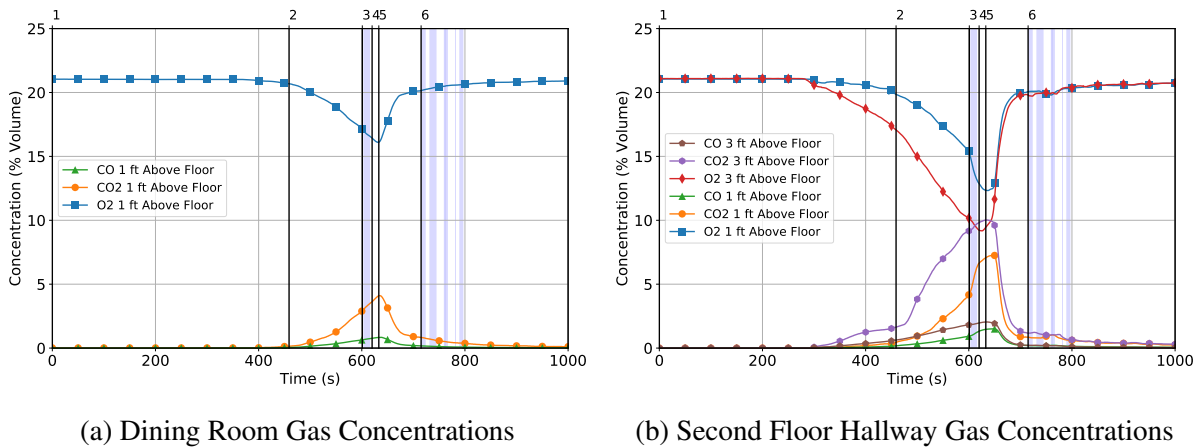 1 2 3 4 5 6
25
20
15
10
5
0
Concentration (% Volume)
CO 1 ft Above Floor
CO2 1 ft Above Floor
O2 1 ft Above Floor
0 200 400 600 800 1000
Time (s)
(a) Dining Room Gas Concentrations
1 2 3 4 5 6
25
20
15
10
5
0
Concentration (% Volume)
CO 3 ft Above Floor
CO2 3 ft Above Floor
O2 3 ft Above Floor
CO 1 ft Above Floor
CO2 1 ft Above Floor
O2 1 ft Above Floor
0 200 400 600 800 1000
Time (s)
(b) Second Floor Hallway Gas Concentrations